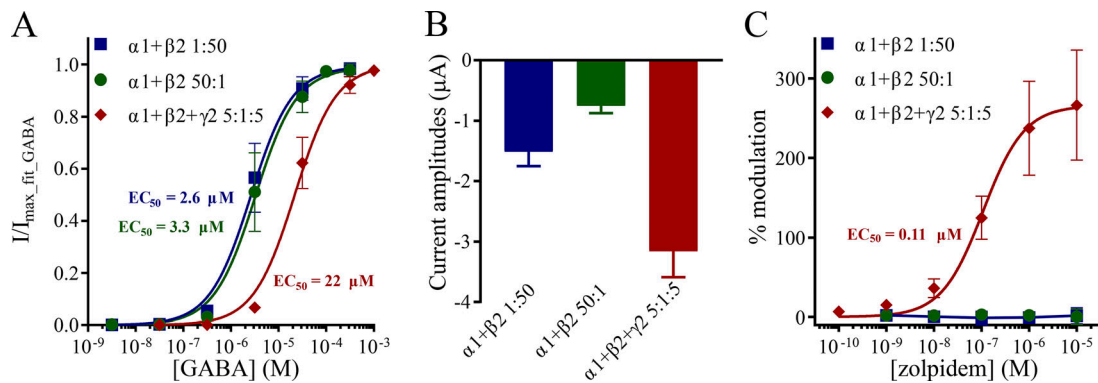 A
α1+β2 1:50
α1+β2 50:1
α1+β2+γ2 5:1:5
I/Imax_fit_GABA
1.0
0.8
0.6
0.4
0.2
0.0
EC50 = 2.6 µM
EC50 = 3.3 µM
EC50 = 22 µM
10-9 10-8 10-7 10-6 10-5 10-4 10-3
[GABA] (M)
B
Current amplitudes (µA)
0
-1
-2
-3
-4
α1+β2 1:50
α1+β2 50:1
α1+β2+γ2 5:1:5
C
α1+β2 1:50
α1+β2 50:1
α1+β2+γ2 5:1:5
% modulation
300
200
100
0
EC50 = 0.11 µM
10-10 10-9 10-8 10-7 10-6 10-5
[zolpidem] (M)